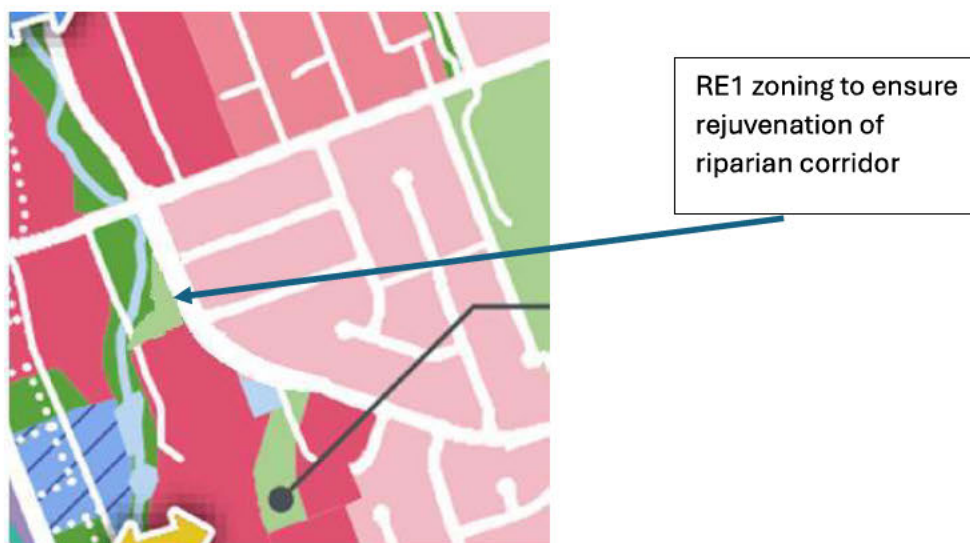 RE1 zoning to ensure
rejuvenation of
riparian corridor